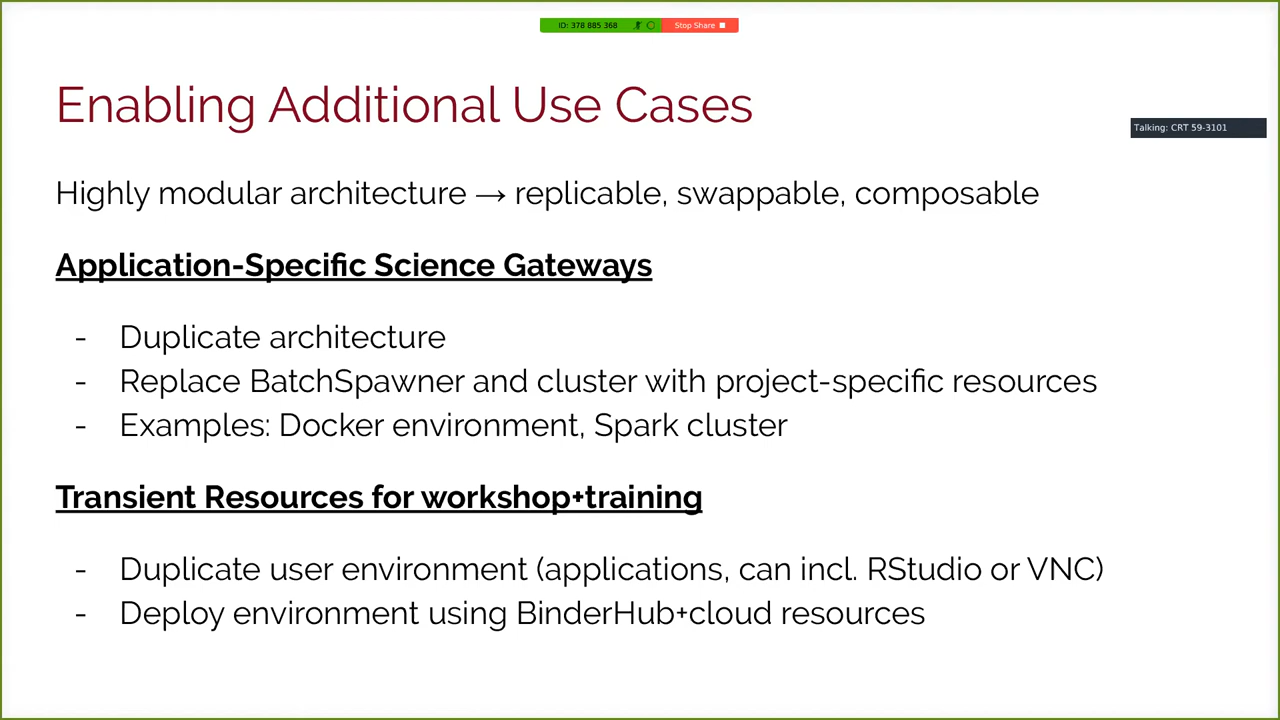 ID: 378 885 368 Stop Share
Enabling Additional Use Cases
Talking: CRT 59-3101
Highly modular architecture → replicable, swappable, composable
Application-Specific Science Gateways
- Duplicate architecture
- Replace BatchSpawner and cluster with project-specific resources
- Examples: Docker environment, Spark cluster
Transient Resources for workshop+training
- Duplicate user environment (applications, can incl. RStudio or VNC)
- Deploy environment using BinderHub+cloud resources